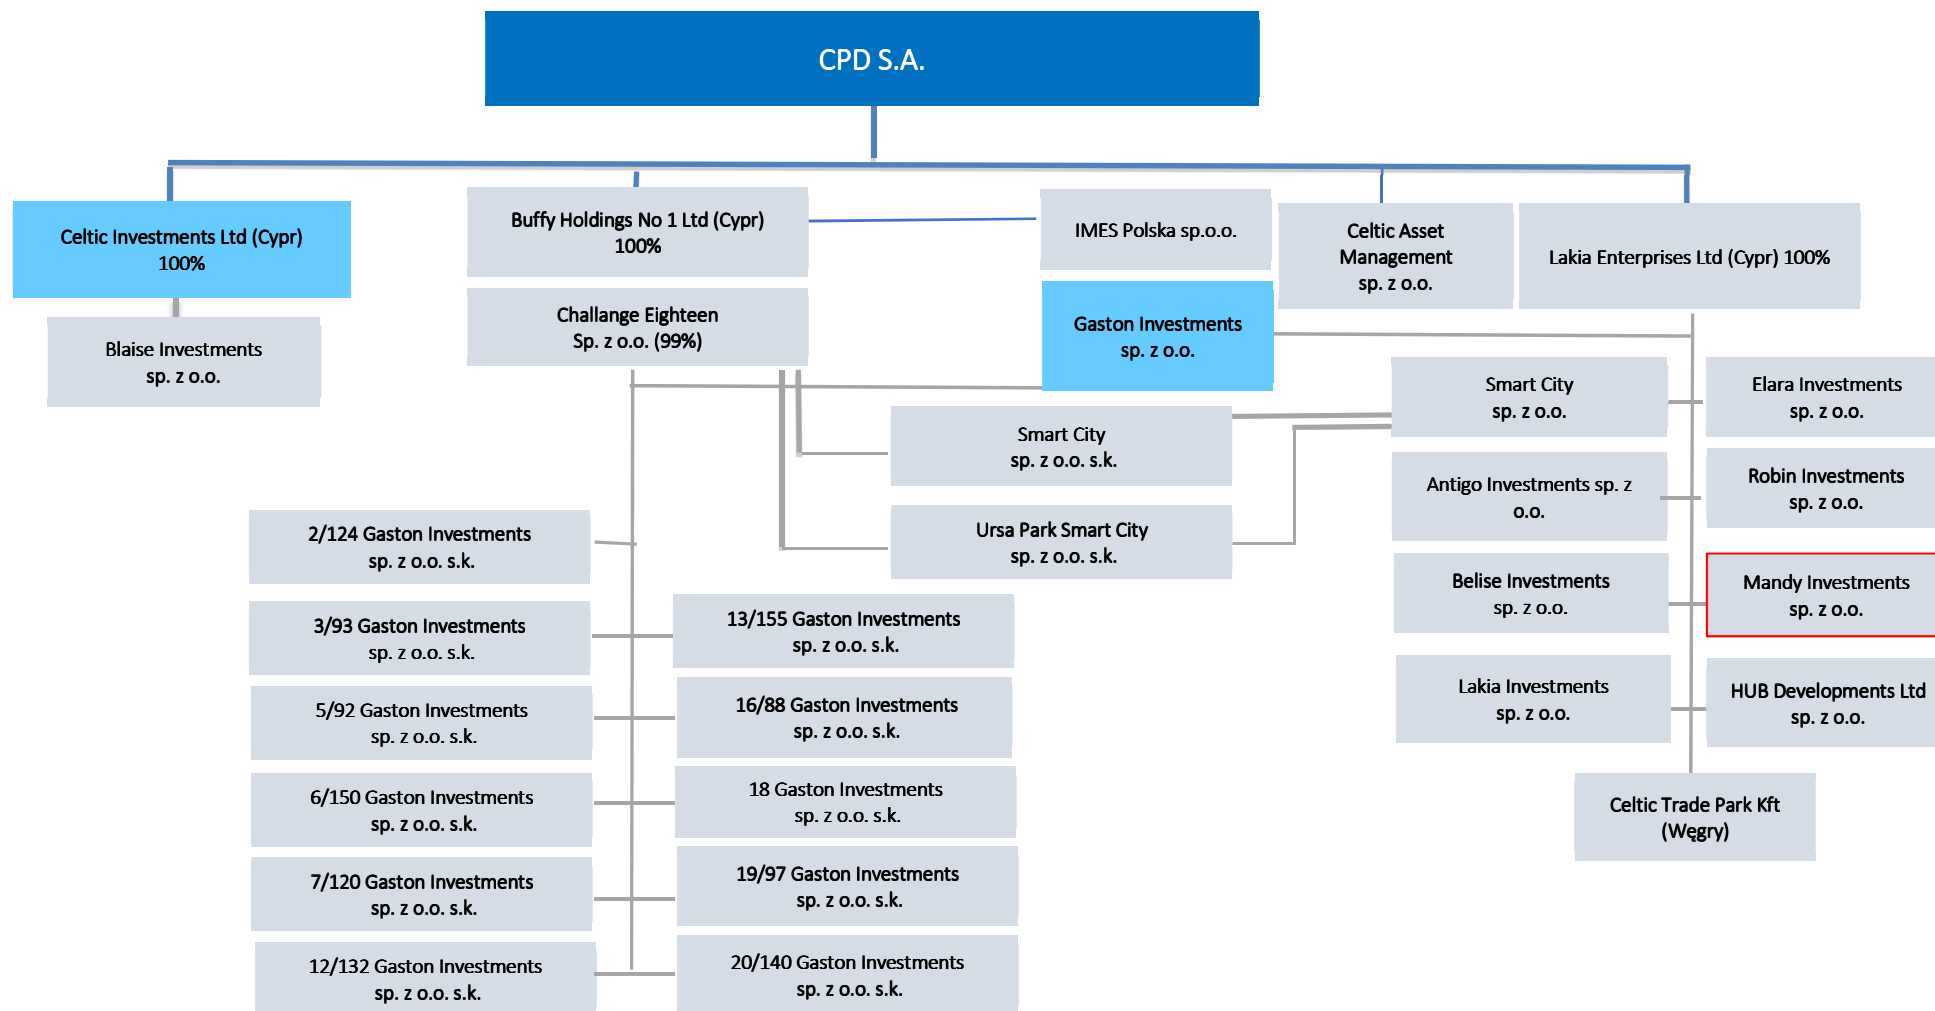 CPD S.A.
Celtic Investments Ltd (Cypr)
100%
Blaise Investments
sp. z o.o.
Buffy Holdings No 1 Ltd (Cypr)
100%
Challange Eighteen
Sp. z o.o. (99%)
IMES Polska sp.o.o.
Gaston Investments
sp. z o.o.
Celtic Asset
Management
sp. z o.o.
Lakia Enterprises Ltd (Cypr) 100%
Smart City
sp. z o.o. s.k.
Ursa Park Smart City
sp. z o.o. s.k.
Smart City
sp. z o.o.
Elara Investments
sp. z o.o.
Antigo Investments sp. z
o.o.
Robin Investments
sp. z o.o.
Belise Investments
sp. z o.o.
Mandy Investments
sp. z o.o.
Lakia Investments
sp. z o.o.
HUB Developments Ltd
sp. z o.o.
Celtic Trade Park Kft
(Węgry)
2/124 Gaston Investments
sp. z o.o. s.k.
3/93 Gaston Investments
sp. z o.o. s.k.
13/155 Gaston Investments
sp. z o.o. s.k.
5/92 Gaston Investments
sp. z o.o. s.k.
16/88 Gaston Investments
sp. z o.o. s.k.
6/150 Gaston Investments
sp. z o.o. s.k.
18 Gaston Investments
sp. z o.o. s.k.
7/120 Gaston Investments
sp. z o.o. s.k.
19/97 Gaston Investments
sp. z o.o. s.k.
12/132 Gaston Investments
sp. z o.o. s.k.
20/140 Gaston Investments
sp. z o.o. s.k.